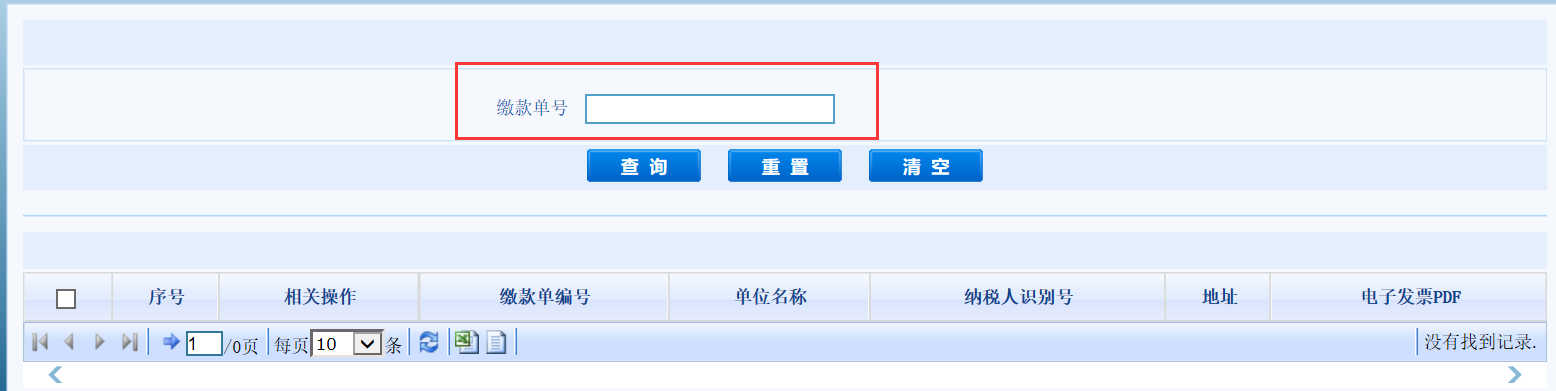 缴款单号
查 询 重 置 清 空
序号 相关操作 缴款单编号 单位名称 纳税人识别号 地址 电子发票PDF
1 /0页 每页 10 条 没有找到记录.